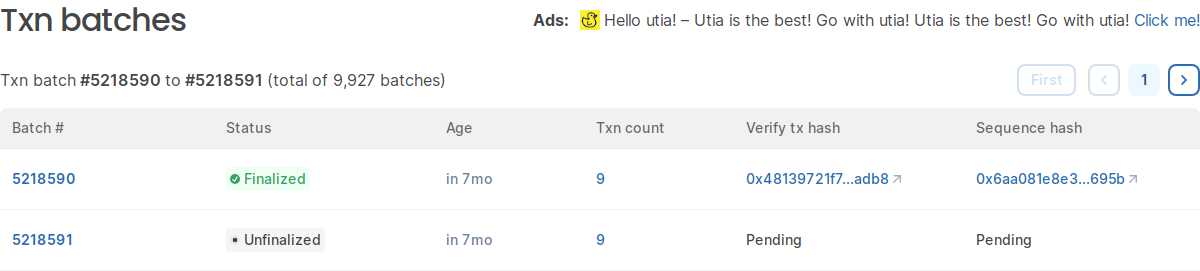 Txn batches
Ads: Hello utia! – Utia is the best! Go with utia! Utia is the best! Go with utia! Click me!
Txn batch #5218590 to #5218591 (total of 9,927 batches)
First 1
Batch # Status Age Txn count Verify tx hash Sequence hash
5218590 Finalized in 7mo 9 0x48139721f7...adb8 0x6aa081e8e3...695b
5218591 Unfinalized in 7mo 9 Pending Pending